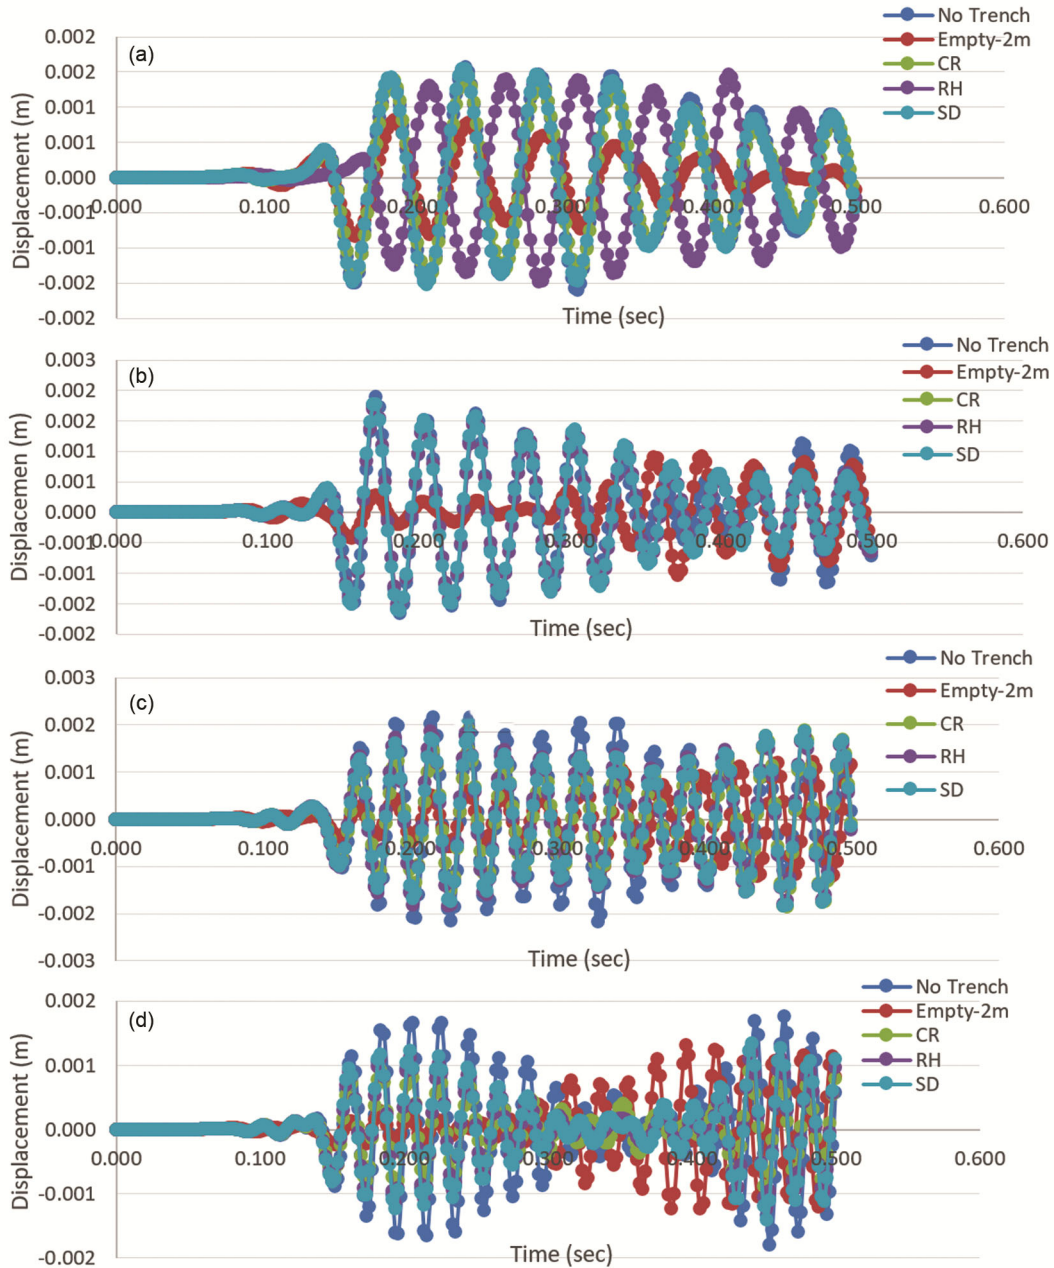 (a)
No Trench
Empty-2m
CR
RH
SD
Displacement (m)
0.002
0.002
0.001
0.001
0.000
-0.001
-0.001
-0.002
-0.002
0.000 0.100 0.200 0.300 0.400 0.500 0.600
Time (sec)
(b)
No Trench
Empty-2m
CR
RH
SD
Displacemen (m)
0.003
0.002
0.002
0.001
0.001
0.000
-0.001
-0.001
-0.002
-0.002
0.000 0.100 0.200 0.300 0.400 0.500 0.600
Time (sec)
(c)
No Trench
Empty-2m
CR
RH
SD
Displacement (m)
0.003
0.002
0.001
0.000
-0.001
-0.002
-0.003
0.000 0.100 0.200 0.300 0.400 0.500 0.600
Time (sec)
(d)
No Trench
Empty-2m
CR
RH
SD
Displacement (m)
0.002
0.001
0.000
-0.001
-0.002
0.000 0.100 0.200 0.300 0.400 0.500 0.600
Time (sec)